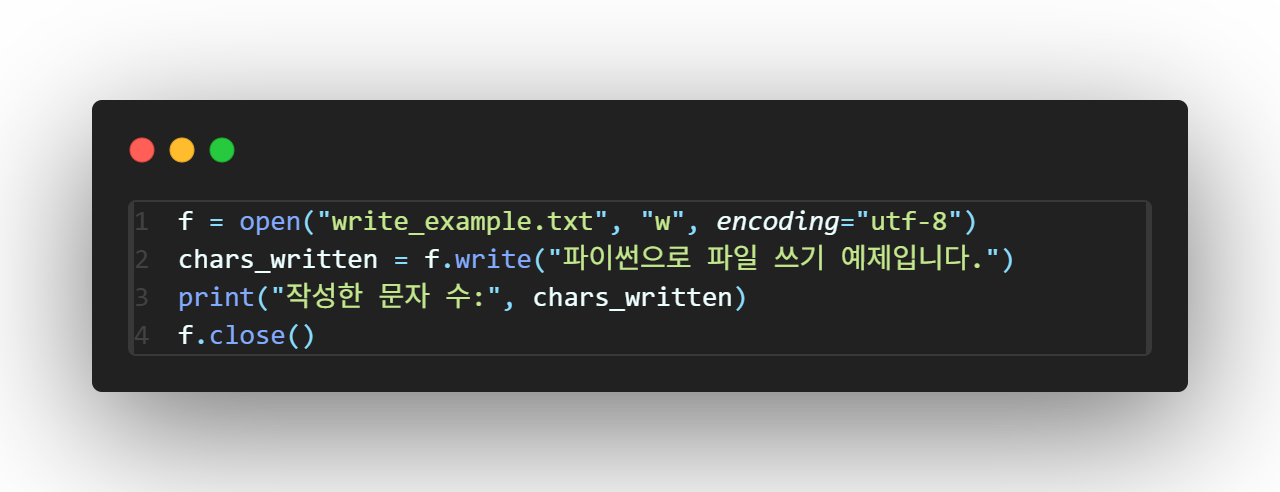 1 f = open("write_example.txt", "w", encoding="utf-8")
2 chars_written = f.write("파이썬으로 파일 쓰기 예제입니다.")
3 print("작성한 문자 수:", chars_written)
4 f.close()